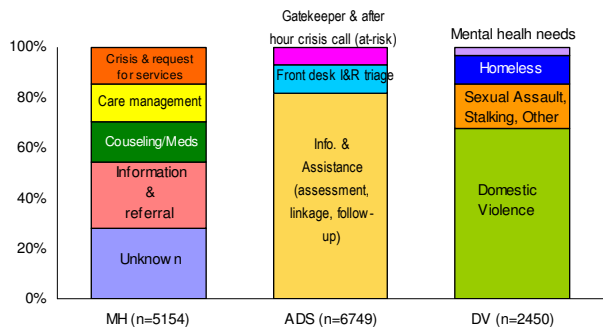 Gatekeeper & after
hour crisis call (at-risk)
Mental healh needs
100%
80%
60%
40%
20%
0%
Crisis & request
for services
Care management
Couseling/Meds
Information
&
referral
Unknown
Front desk I&R triage
Info. &
Assistance
(assessment,
linkage, follow-
up)
Homeless
Sexual Assault,
Stalking, Other
Domestic
Violence
MH (n=5154)
ADS (n=6749)
DV (n=2450)